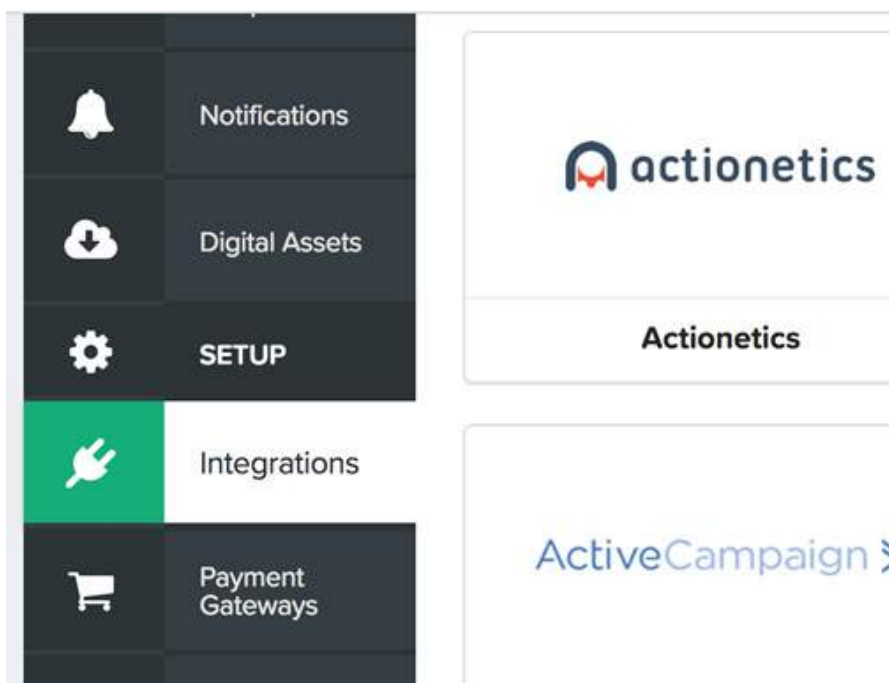 Notifications
Digital Assets
SETUP
Integrations
Payment
Gateways
actionetics
Actionetics
ActiveCampaign